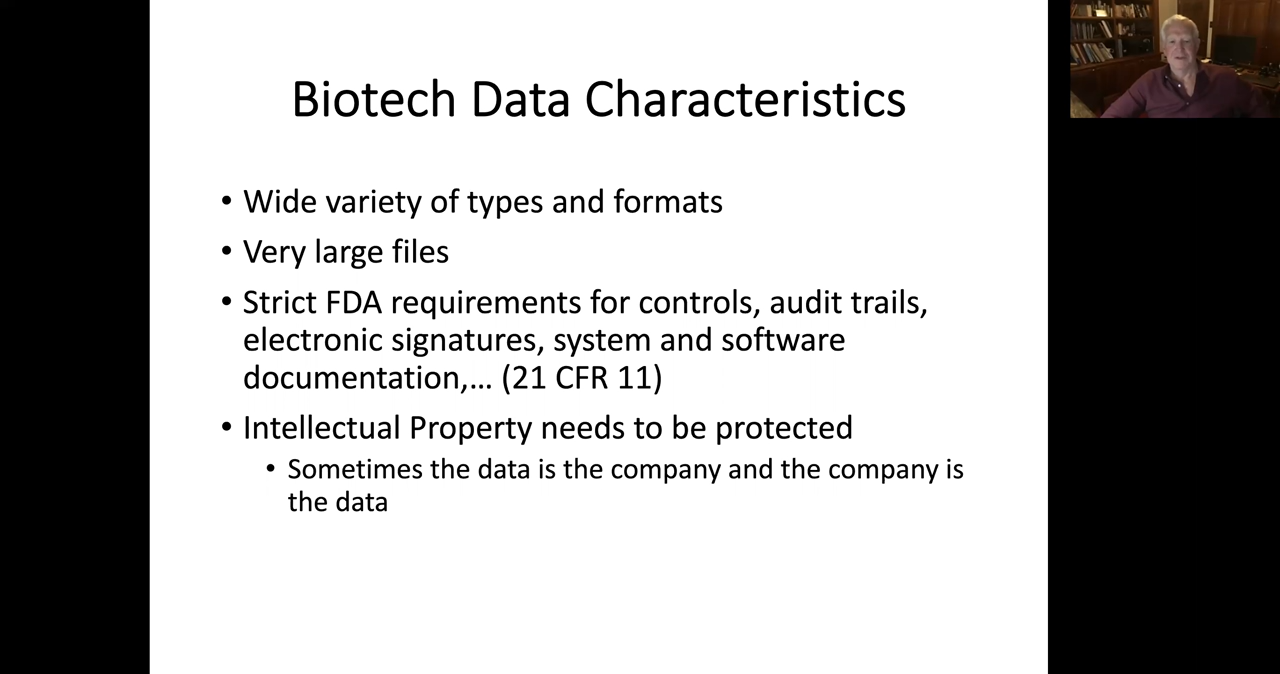 Biotech Data Characteristics
• Wide variety of types and formats
• Very large files
• Strict FDA requirements for controls, audit trails,
electronic signatures, system and software
documentation,... (21 CFR 11)
• Intellectual Property needs to be protected
• Sometimes the data is the company and the company is
the data